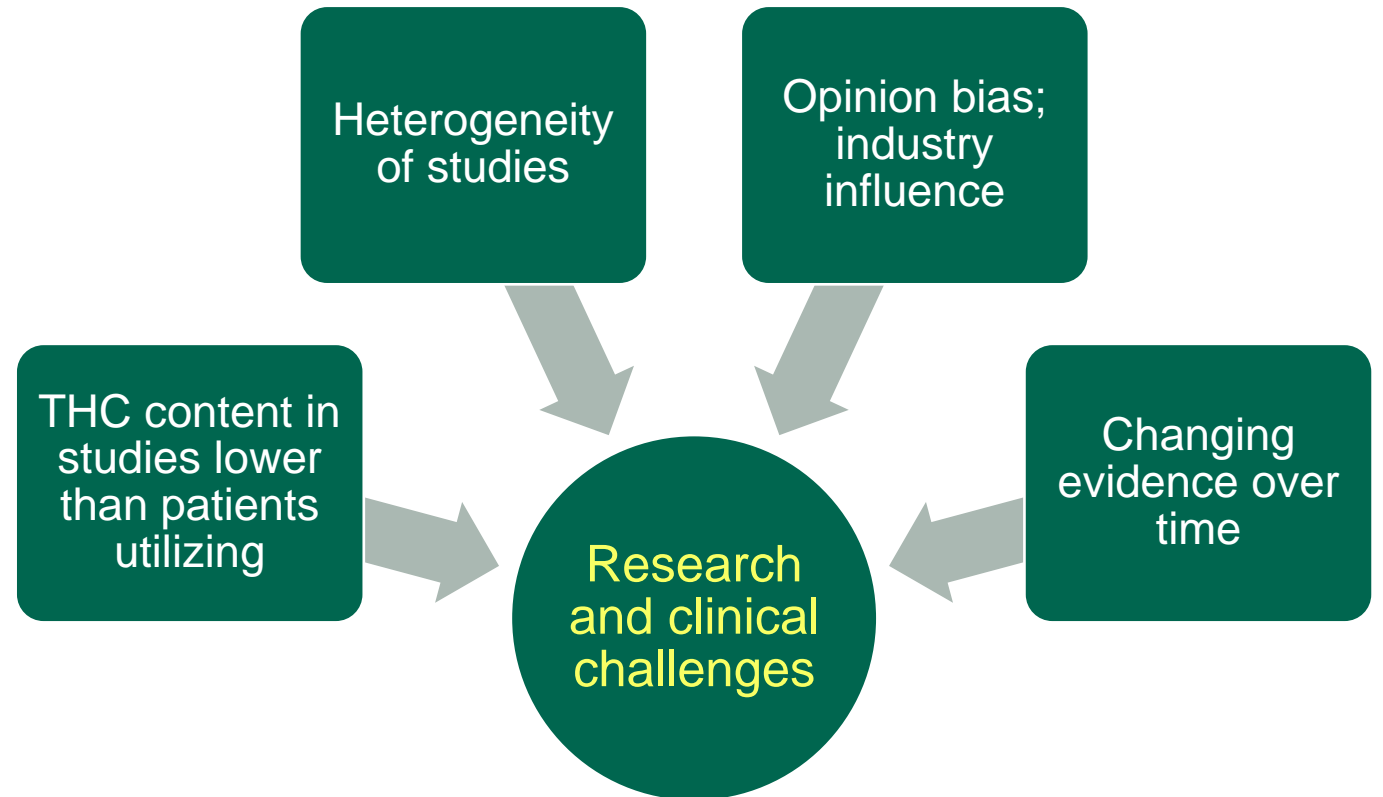 Heterogeneity
of studies
Opinion bias;
industry
influence
THC content in
studies lower
than patients
utilizing
Changing
evidence over
time
Research
and clinical
challenges